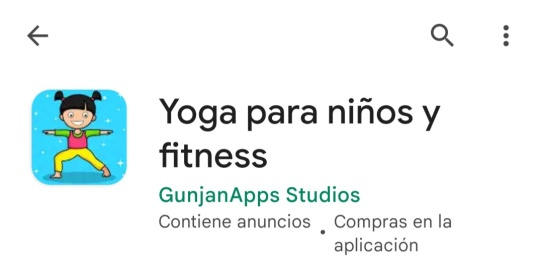 Yoga para niños y
fitness
GunjanApps Studios
Contiene anuncios • Compras en la
aplicación